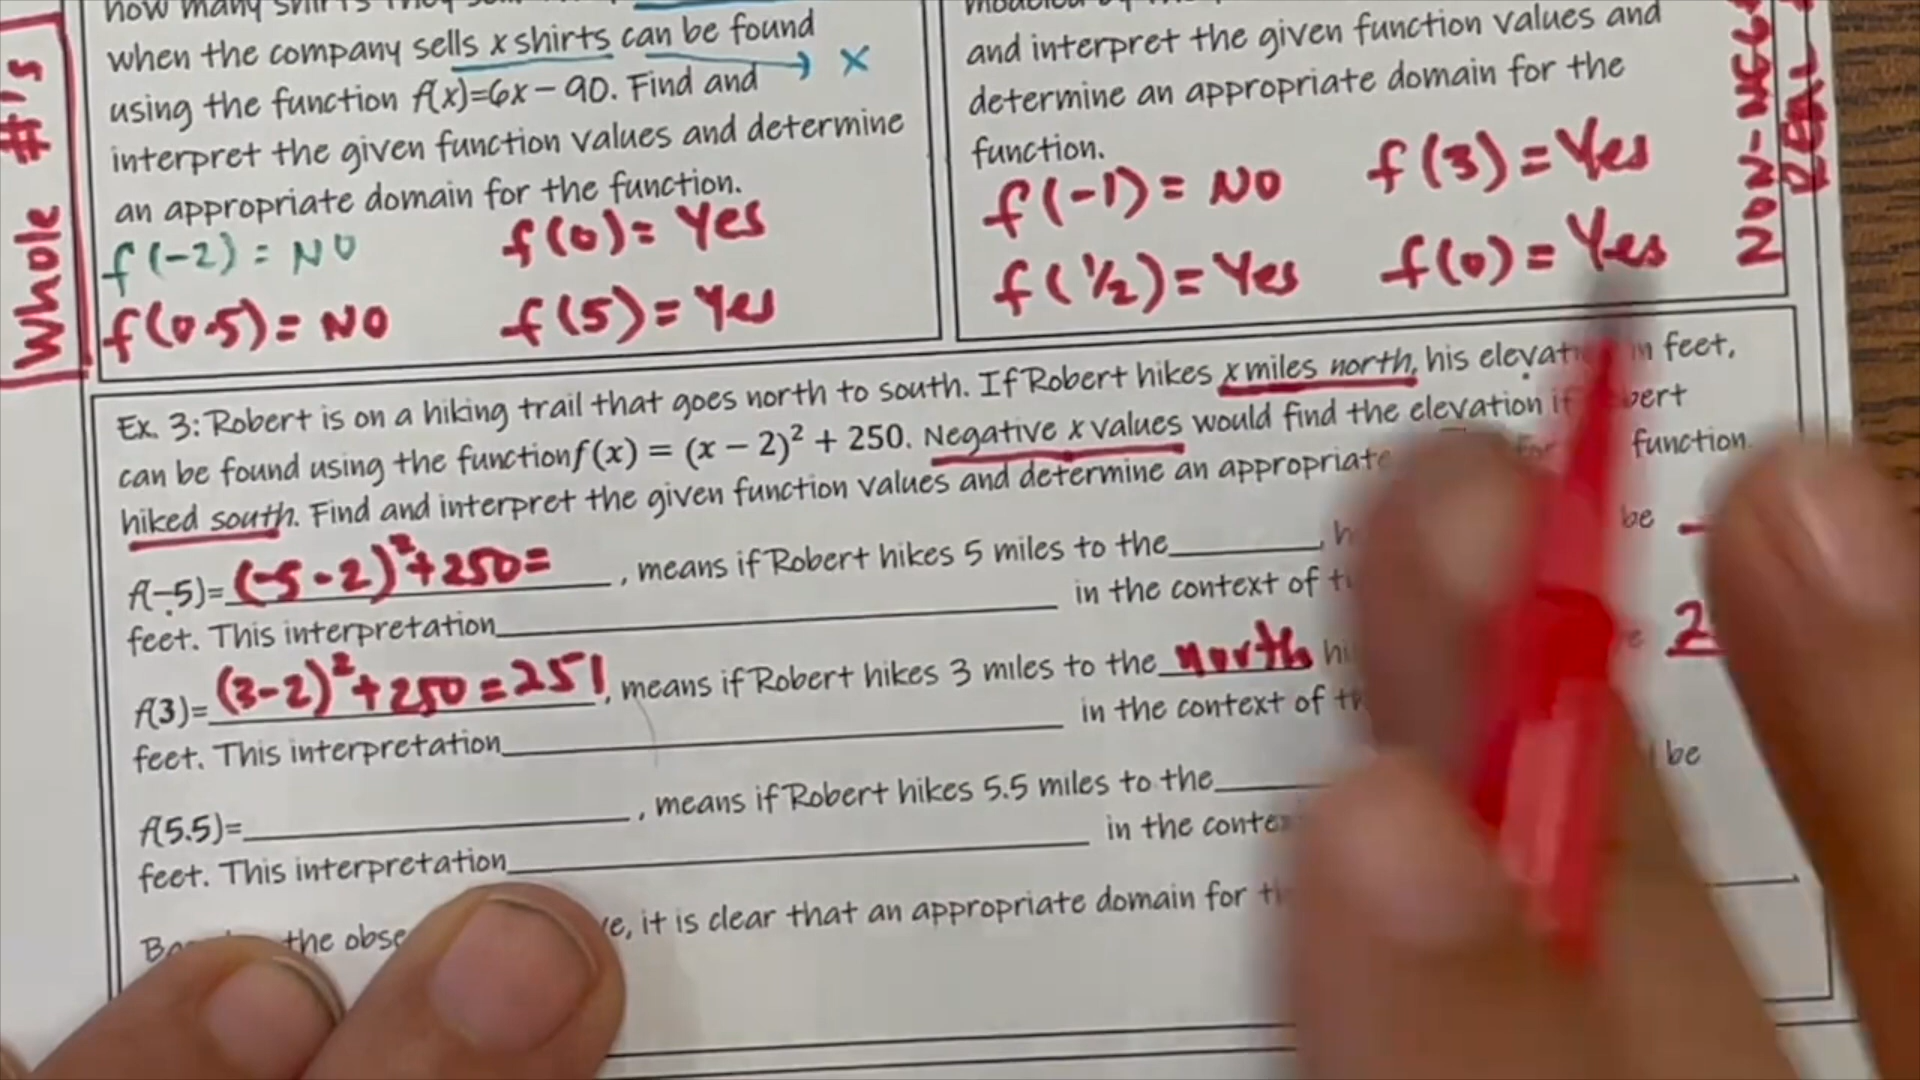 Whole #'s
how many shirts they
when the company sells x shirts can be found → x
using the function f(x)=6x-90. Find and
interpret the given function values and determine
an appropriate domain for the function.
f(-2) = NO f(0) = Yes
f(0.5) = NO f(5) = Yes
and interpret the given function values and
determine an appropriate domain for the
function.
f(-1) = NO f(3) = Yes
f(1/2) = Yes f(0) = Yes
NON-NEG
REAL
Ex. 3: Robert is on a hiking trail that goes north to south. If Robert hikes x miles north, his elevation in feet,
can be found using the function f(x) = (x − 2)² + 250. Negative x values would find the elevation if Robert
hiked south. Find and interpret the given function values and determine an appropriate function.
f(-5)= (-5-2)²+250= , means if Robert hikes 5 miles to the , be
feet. This interpretation in the context of
f(3)= (3-2)²+250=251, means if Robert hikes 3 miles to the north 2
feet. This interpretation in the context of
f(5.5)= , means if Robert hikes 5.5 miles to the be
feet. This interpretation in the
the it is clear that an appropriate domain for